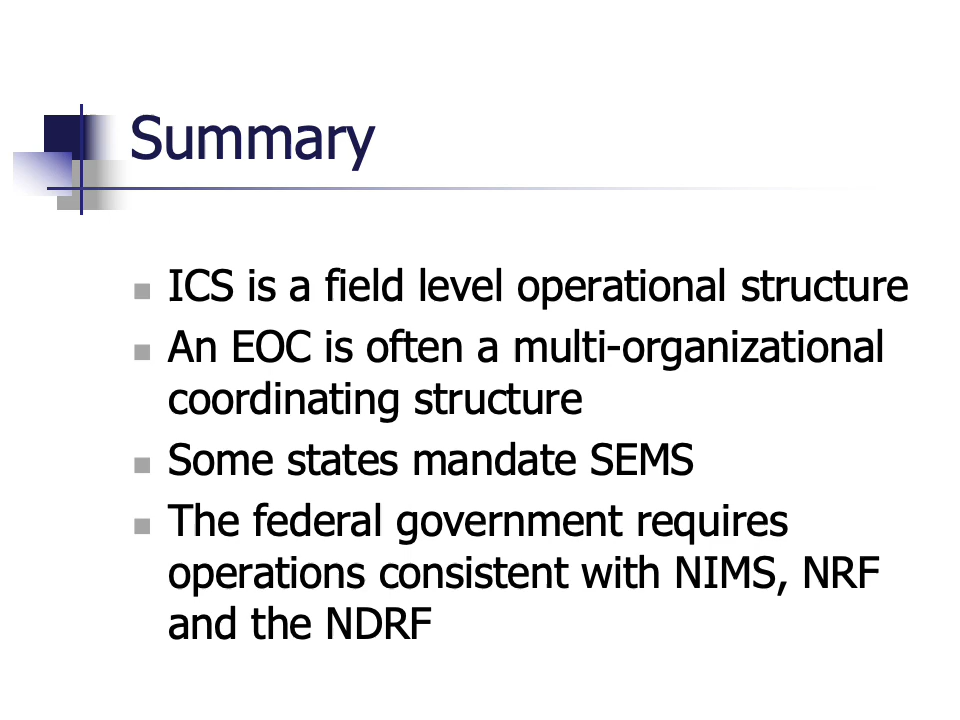 Summary
ICS is a field level operational structure
An EOC is often a multi-organizational
coordinating structure
Some states mandate SEMS
The federal government requires
operations consistent with NIMS, NRF
and the NDRF